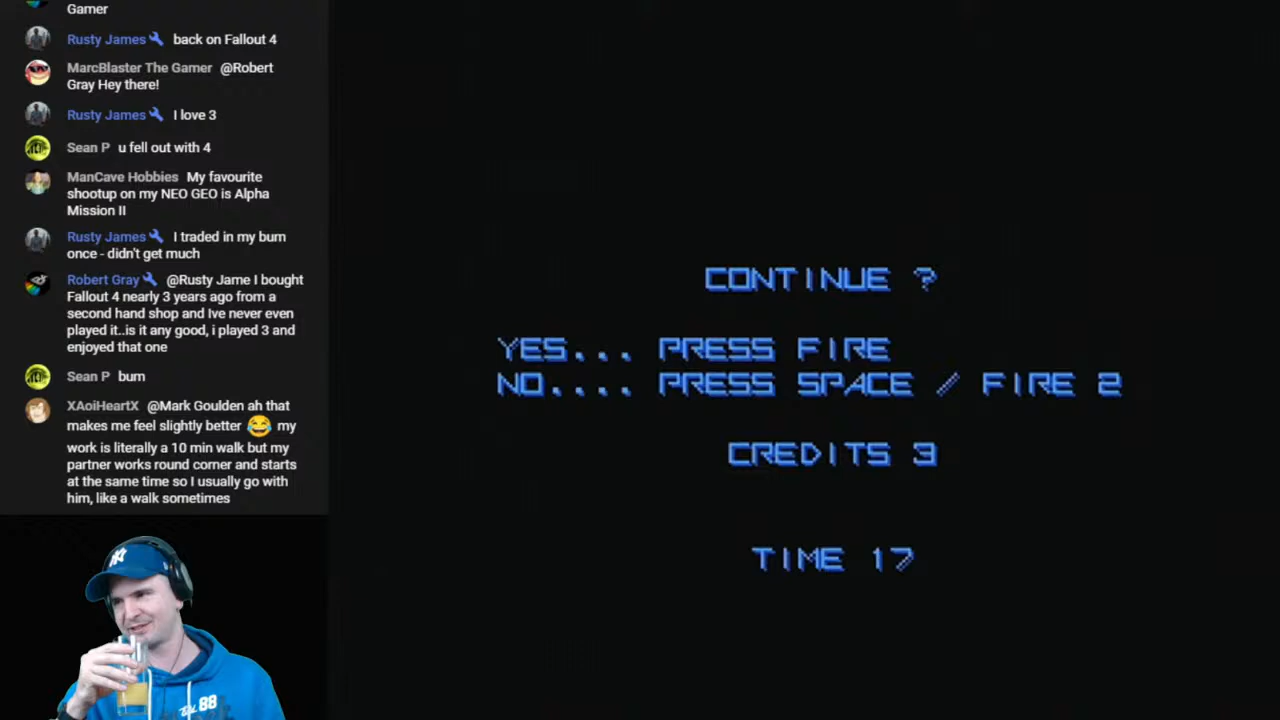 Gamer
Rusty James back on Fallout 4
MarcBlaster The Gamer @Robert
Gray Hey there!
Rusty James I love 3
Sean P u fell out with 4
ManCave Hobbies My favourite
shootup on my NEO GEO is Alpha
Mission II
Rusty James I traded in my bum
once - didn't get much
Robert Gray @Rusty Jame I bought
Fallout 4 nearly 3 years ago from a
second hand shop and Ive never even
played it..is it any good, i played 3 and
enjoyed that one
Sean P bum
XAoiHeartX @Mark Goulden ah that
makes me feel slightly better 😂 my
work is literally a 10 min walk but my
partner works round corner and starts
at the same time so I usually go with
him, like a walk sometimes
CONTINUE ?
YES... PRESS FIRE
NO.... PRESS SPACE / FIRE 2
CREDITS 3
TIME 17
NY
88